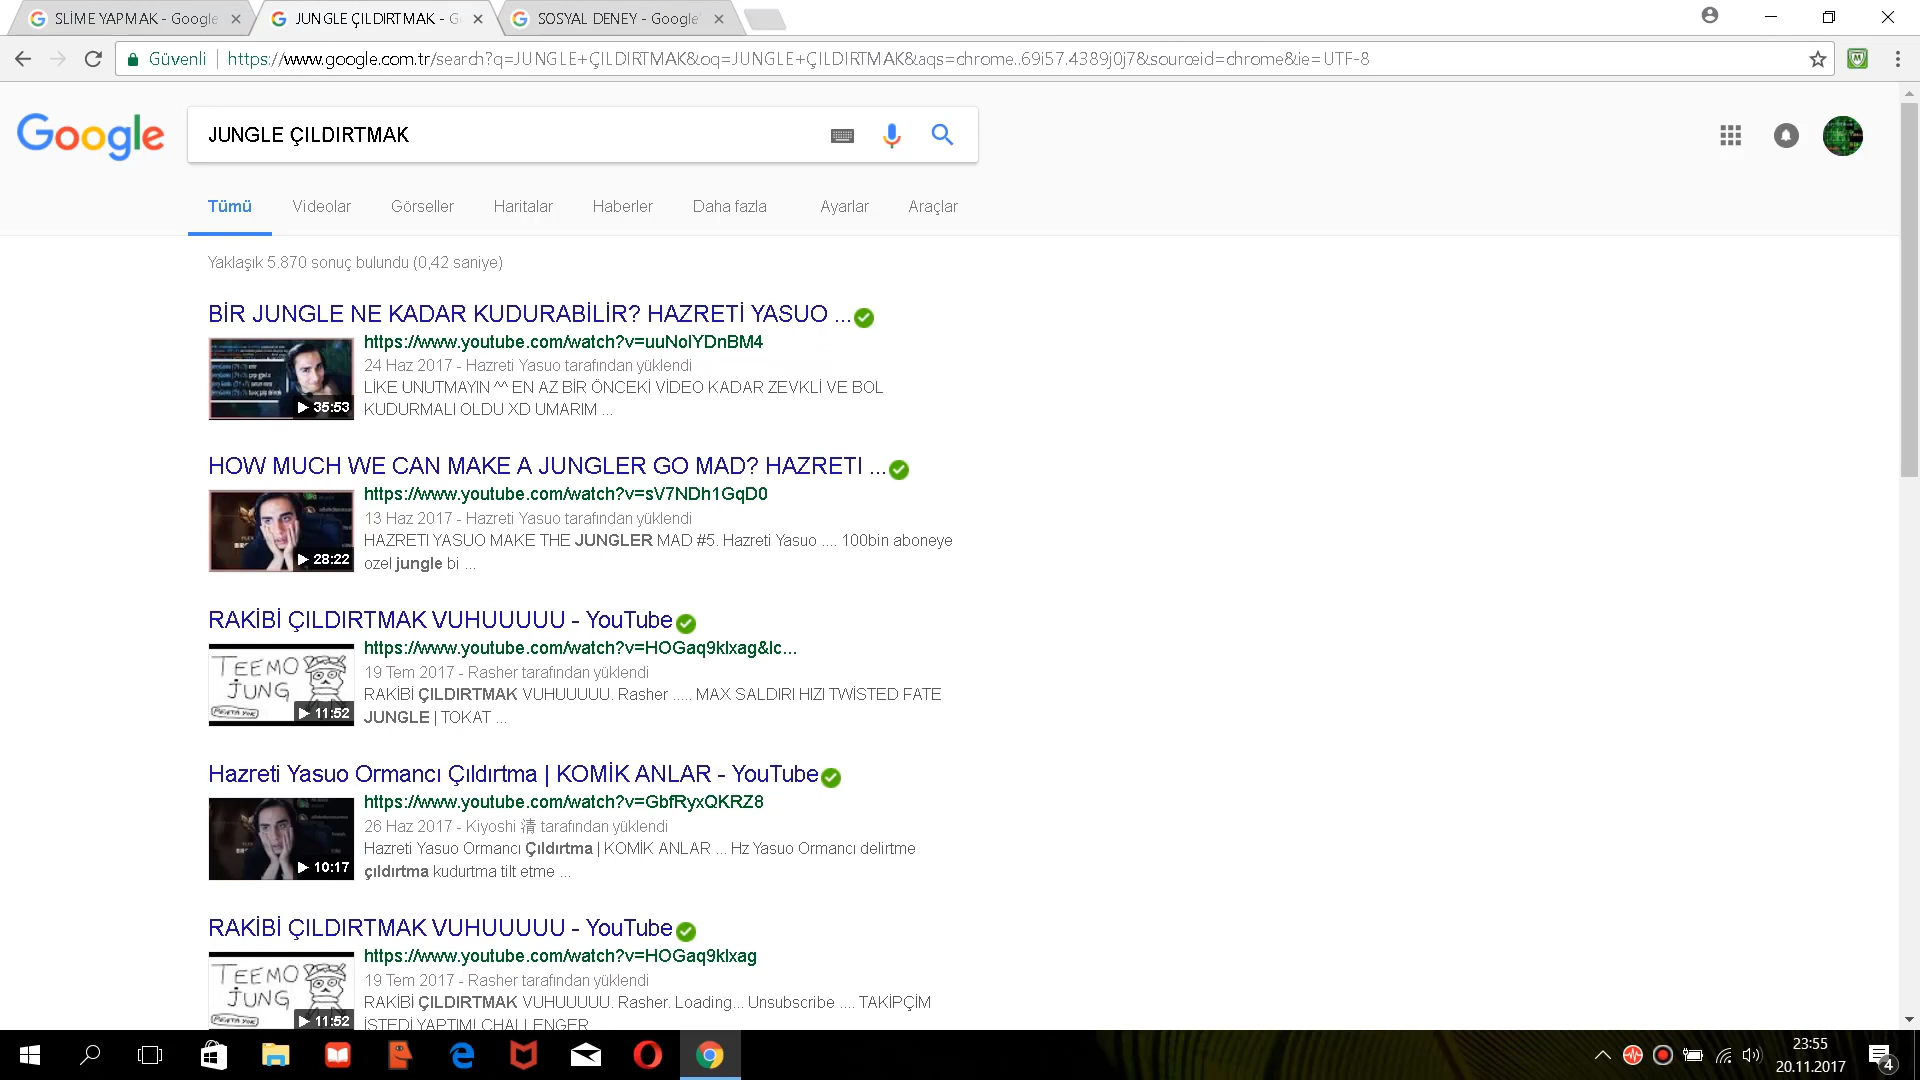 SLİME YAPMAK - Google
JUNGLE ÇILDIRTMAK - G
SOSYAL DENEY - Google'
Güvenli
https://www.google.com.tr/search?q=JUNGLE+ÇILDIRTMAK&oq=JUNGLE+ÇILDIRTMAK&aqs=chrome..69i57.4389j0j7&sourceid=chrome&ie=UTF-8
Google
JUNGLE ÇILDIRTMAK
Tümü Videolar Görseller Haritalar Haberler Daha fazla Ayarlar Araçlar
Yaklaşık 5.870 sonuç bulundu (0,42 saniye)
BİR JUNGLE NE KADAR KUDURABİLİR? HAZRETİ YASUO ...
https://www.youtube.com/watch?v=uuNolYDnBM4
24 Haz 2017 - Hazreti Yasuo tarafından yüklendi
LİKE UNUTMAYIN ^^ EN AZ BİR ÖNCEKİ VİDEO KADAR ZEVKLİ VE BOL
35:53
KUDURMALI OLDU XD UMARIM ...
HOW MUCH WE CAN MAKE A JUNGLER GO MAD? HAZRETI ...
https://www.youtube.com/watch?v=sV7NDh1GqD0
13 Haz 2017 - Hazreti Yasuo tarafından yüklendi
HAZRETI YASUO MAKE THE JUNGLER MAD #5. Hazreti Yasuo .... 100bin aboneye
28:22
ozel jungle bi ...
RAKİBİ ÇILDIRTMAK VUHUUUUU - YouTube
https://www.youtube.com/watch?v=HOGaq9klxag&lc...
TEEMO
JUNG
19 Tem 2017 - Rasher tarafından yüklendi
RAKİBİ ÇILDIRTMAK VUHUUUUU. Rasher ..... MAX SALDIRI HIZI TWİSTED FATE
11:52
JUNGLE | TOKAT ...
Hazreti Yasuo Ormancı Çıldırtma | KOMİK ANLAR - YouTube
https://www.youtube.com/watch?v=GbfRyxQKRZ8
26 Haz 2017 - Kiyoshi 清 tarafından yüklendi
Hazreti Yasuo Ormancı Çıldırtma | KOMİK ANLAR ... Hz Yasuo Ormancı delirtme
10:17
çıldırtma kudurtma tilt etme ...
RAKİBİ ÇILDIRTMAK VUHUUUUU - YouTube
https://www.youtube.com/watch?v=HOGaq9klxag
TEEMO
JUNG
19 Tem 2017 - Rasher tarafından yüklendi
RAKİBİ ÇILDIRTMAK VUHUUUUU. Rasher. Loading... Unsubscribe .... TAKİPÇİM
11:52
İSTEDİ YAPTIM! CHALLENGER
23:55
20.11.2017
4